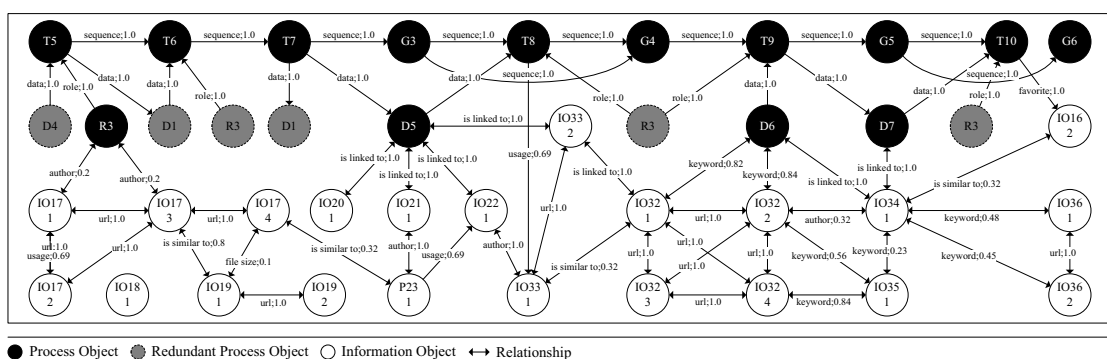 T5 sequence;1.0 T6 sequence;1.0 T7 sequence;1.0 G3 sequence;1.0 T8 sequence;1.0 G4 sequence;1.0 T9 sequence;1.0 G5 sequence;1.0 T10 G6
sequence;1.0 sequence;1.0
data;1.0 role;1.0 data;1.0 data;1.0 role;1.0 data;1.0 data;1.0 data;1.0 role;1.0 role;1.0 data;1.0 data;1.0 data;1.0 role;1.0 favorite;1.0
D4 R3 D1 R3 D1 D5 is linked to;1.0 IO33 2 R3 D6 D7 R3 IO16 2
is linked to;1.0 is linked to;1.0 is linked to;1.0 usage;0.69 keyword;0.82 keyword;0.84 is linked to;1.0 is linked to;1.0 is linked to;1.0
author;0.2 author;0.2 url;1.0 is similar to;0.32
IO17 1 url;1.0 IO17 3 url;1.0 IO17 4 IO20 1 IO21 1 IO22 1 IO32 1 url;1.0 IO32 2 author;0.32 IO34 1 keyword;0.48 IO36 1
url;1.0 usage;0.69 url;1.0 is similar to;0.8 file size;0.1 is similar to;0.32 author;1.0 usage;0.69 author;1.0 is similar to;0.32 url;1.0 url;1.0 url;1.0 url;1.0 keyword;0.56 keyword;0.23 keyword;0.45 url;1.0
IO17 2 IO18 1 IO19 1 url;1.0 IO19 2 P23 1 IO33 1 IO32 3 url;1.0 IO32 4 keyword;0.84 IO35 1 IO36 2
Process Object Redundant Process Object Information Object Relationship